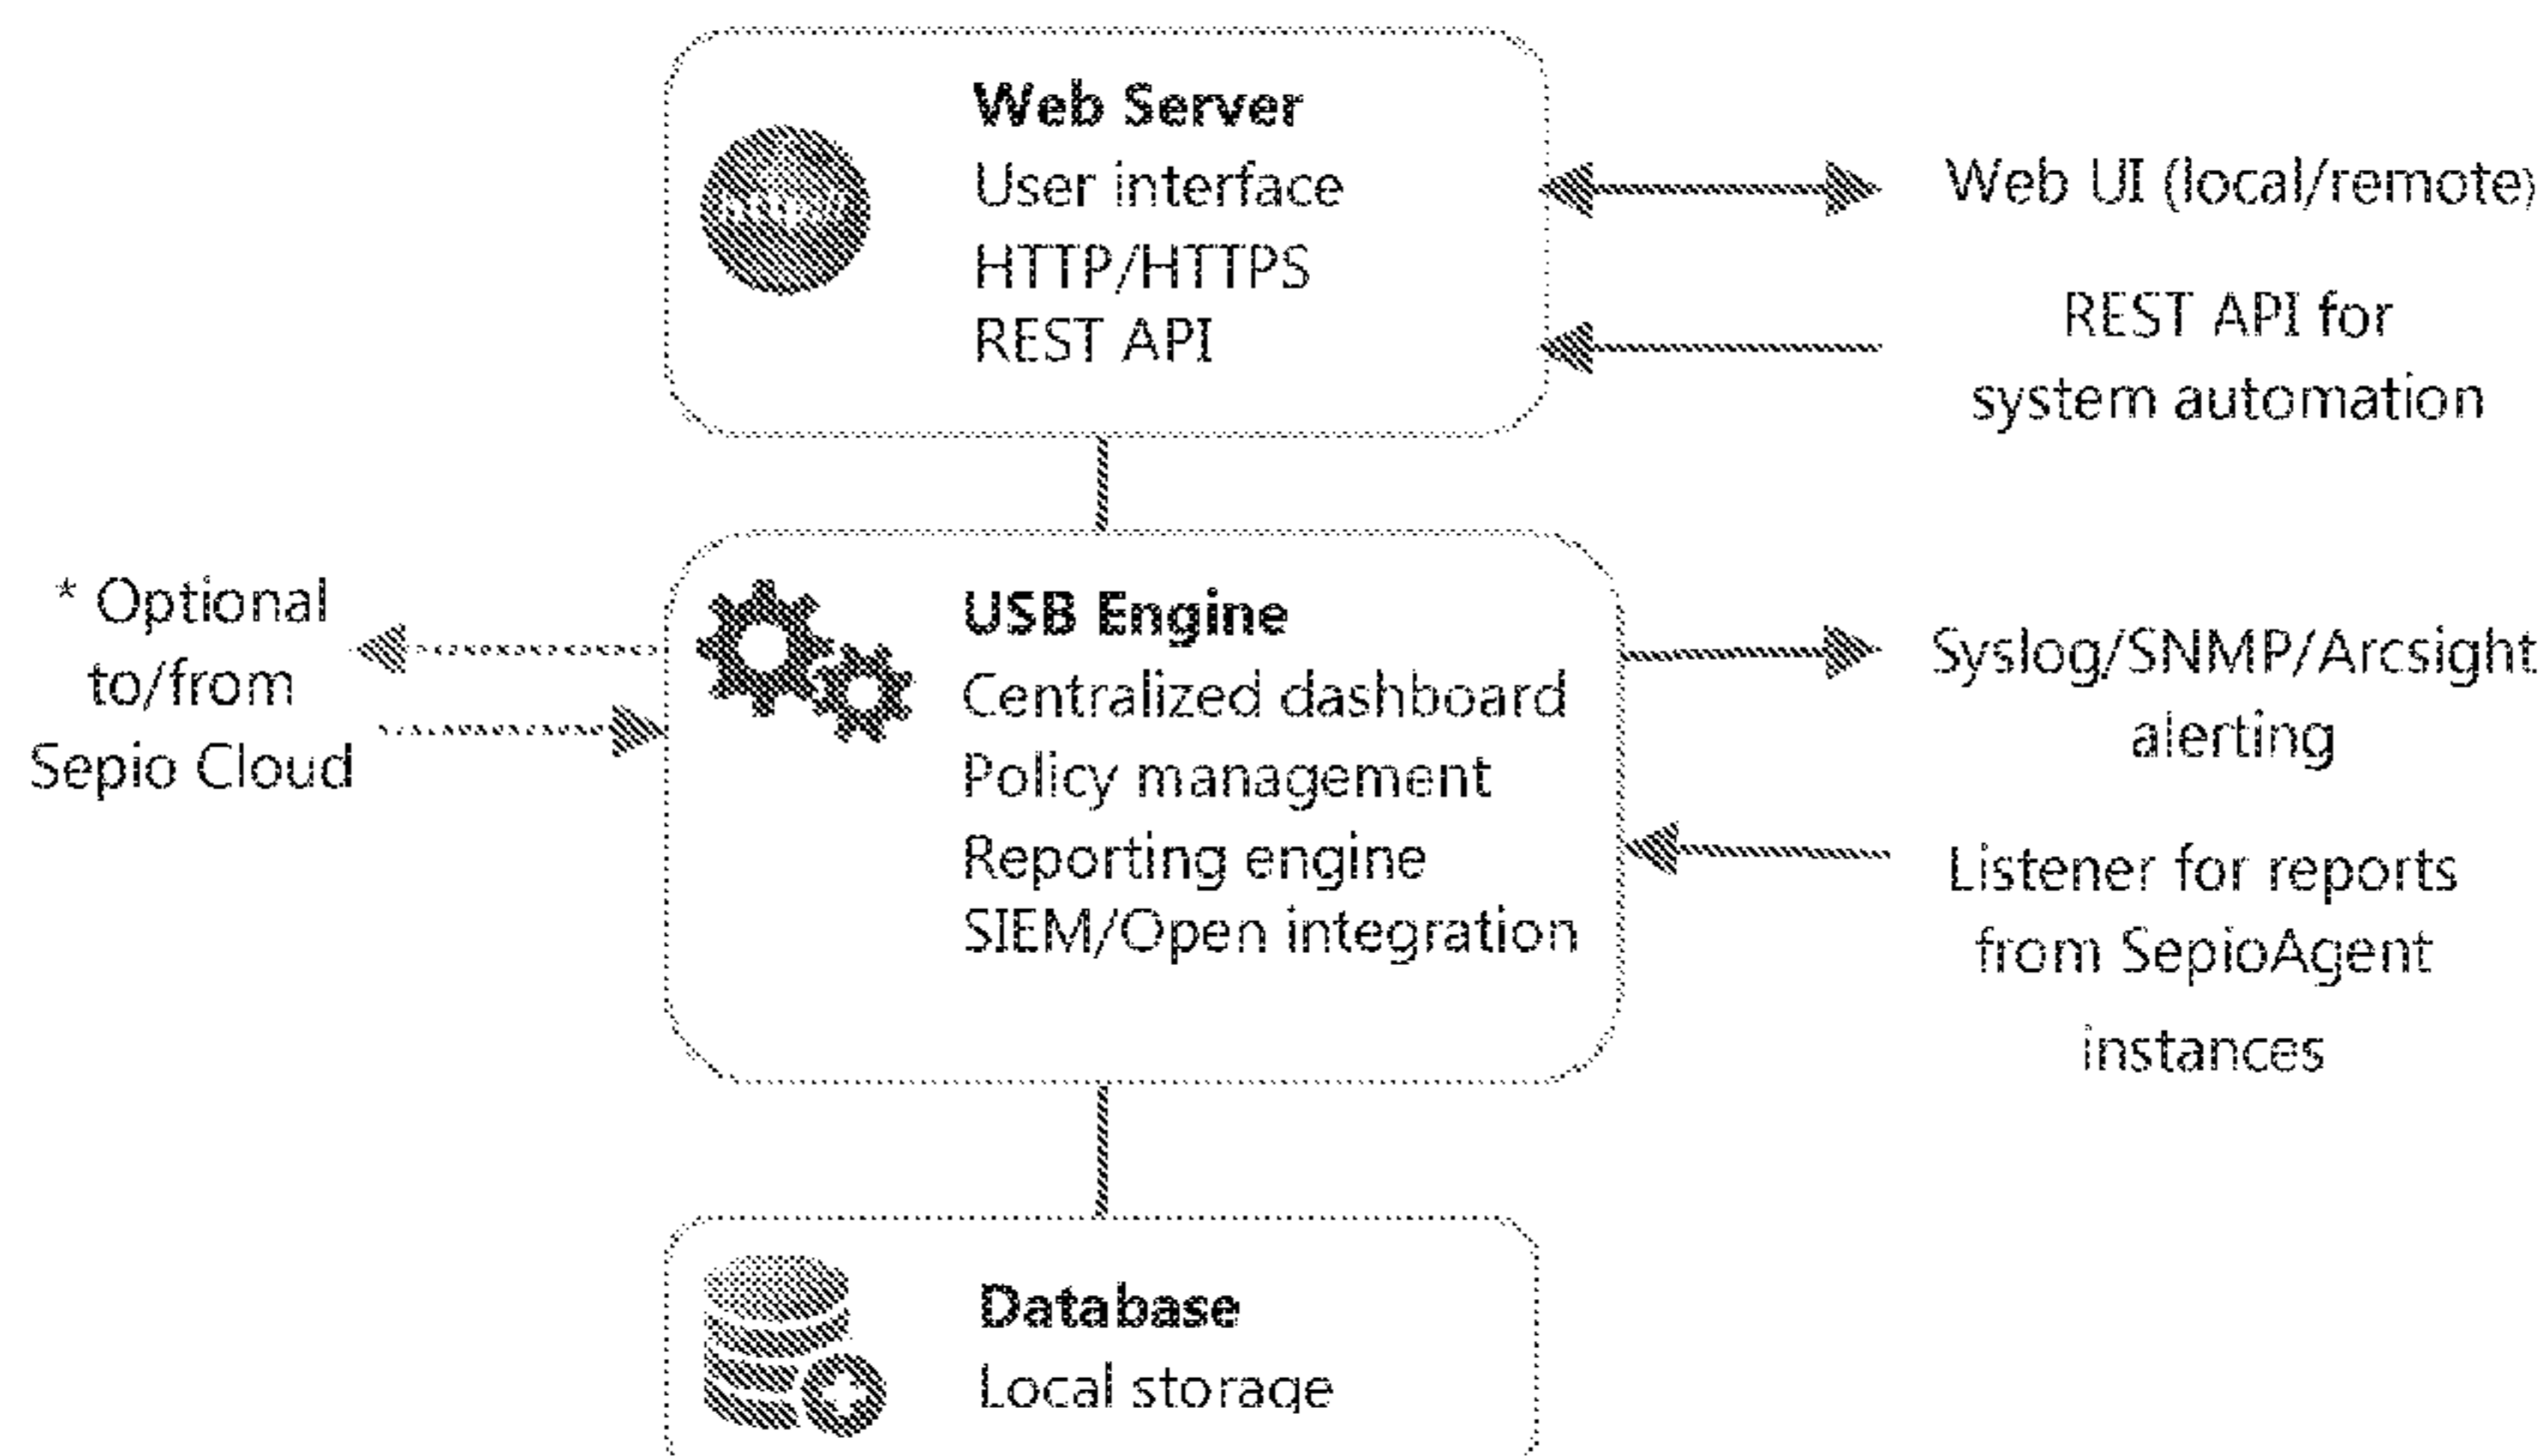 Web Server
User interface
HTTP/HTTPS
REST API
Web UI (local/remote)
REST API for
system automation
* Optional
to/from
Sepio Cloud
USB Engine
Centralized dashboard
Policy management
Reporting engine
SIEM/Open integration
Syslog/SNMP/Arcsight
alerting
Listener for reports
from SepioAgent
instances
Database
Local storage